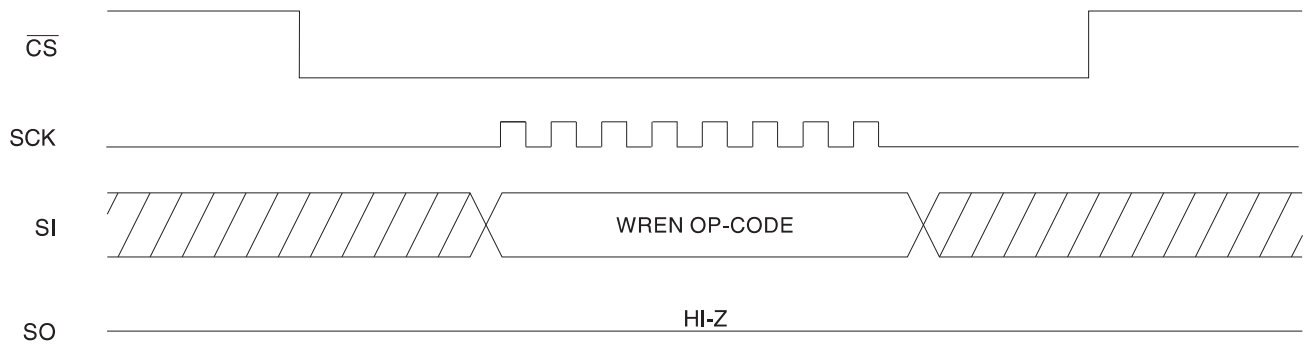 CS
SCK
SI
WREN OP-CODE
SO
HI-Z